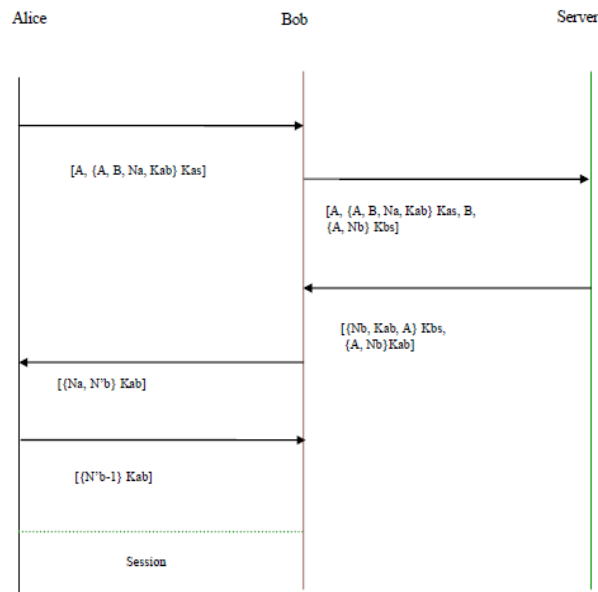 Alice Bob Server
[A, {A, B, Na, Kab} Kas]
[A, {A, B, Na, Kab} Kas, B,
{A, Nb} Kbs]
[{Nb, Kab, A} Kbs,
{A, Nb}Kab]
[{Na, N'b} Kab]
[{N'b-1} Kab]
Session